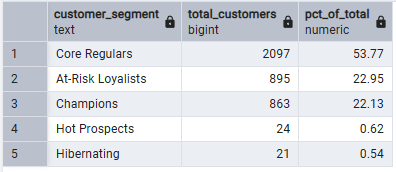 customer_segment total_customers pct_of_total
text bigint numeric
1 Core Regulars 2097 53.77
2 At-Risk Loyalists 895 22.95
3 Champions 863 22.13
4 Hot Prospects 24 0.62
5 Hibernating 21 0.54